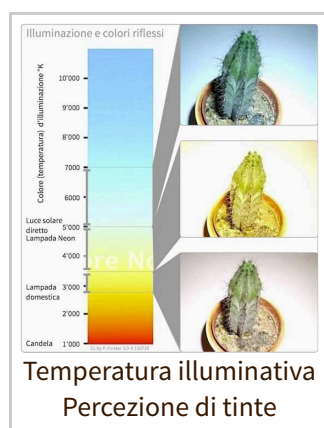 Illuminazione e colori riflessi
Colore (temperatura) d'illuminazione °K
10'000
9'000
8'000
7000
6000
Luce solare
diretto
5'000
Lampada Neon
4'000
Lampada
domestica
3'000
2'000
Candela
1'000
Temperatura illuminativa
Percezione di tinte